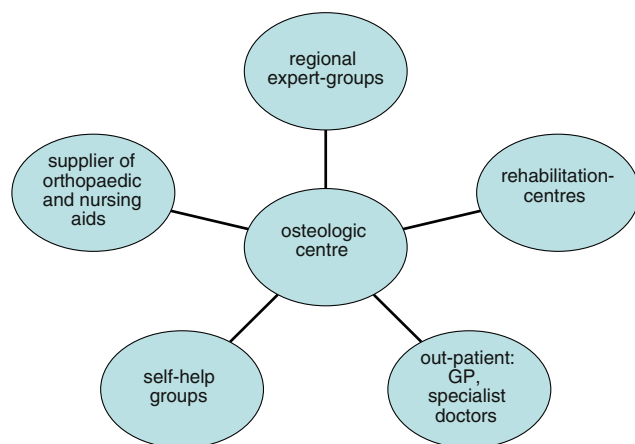 regional
expert-groups
supplier of
orthopaedic
and nursing
aids
rehabilitation-
centres
osteologic
centre
self-help
groups
out-patient:
GP,
specialist
doctors